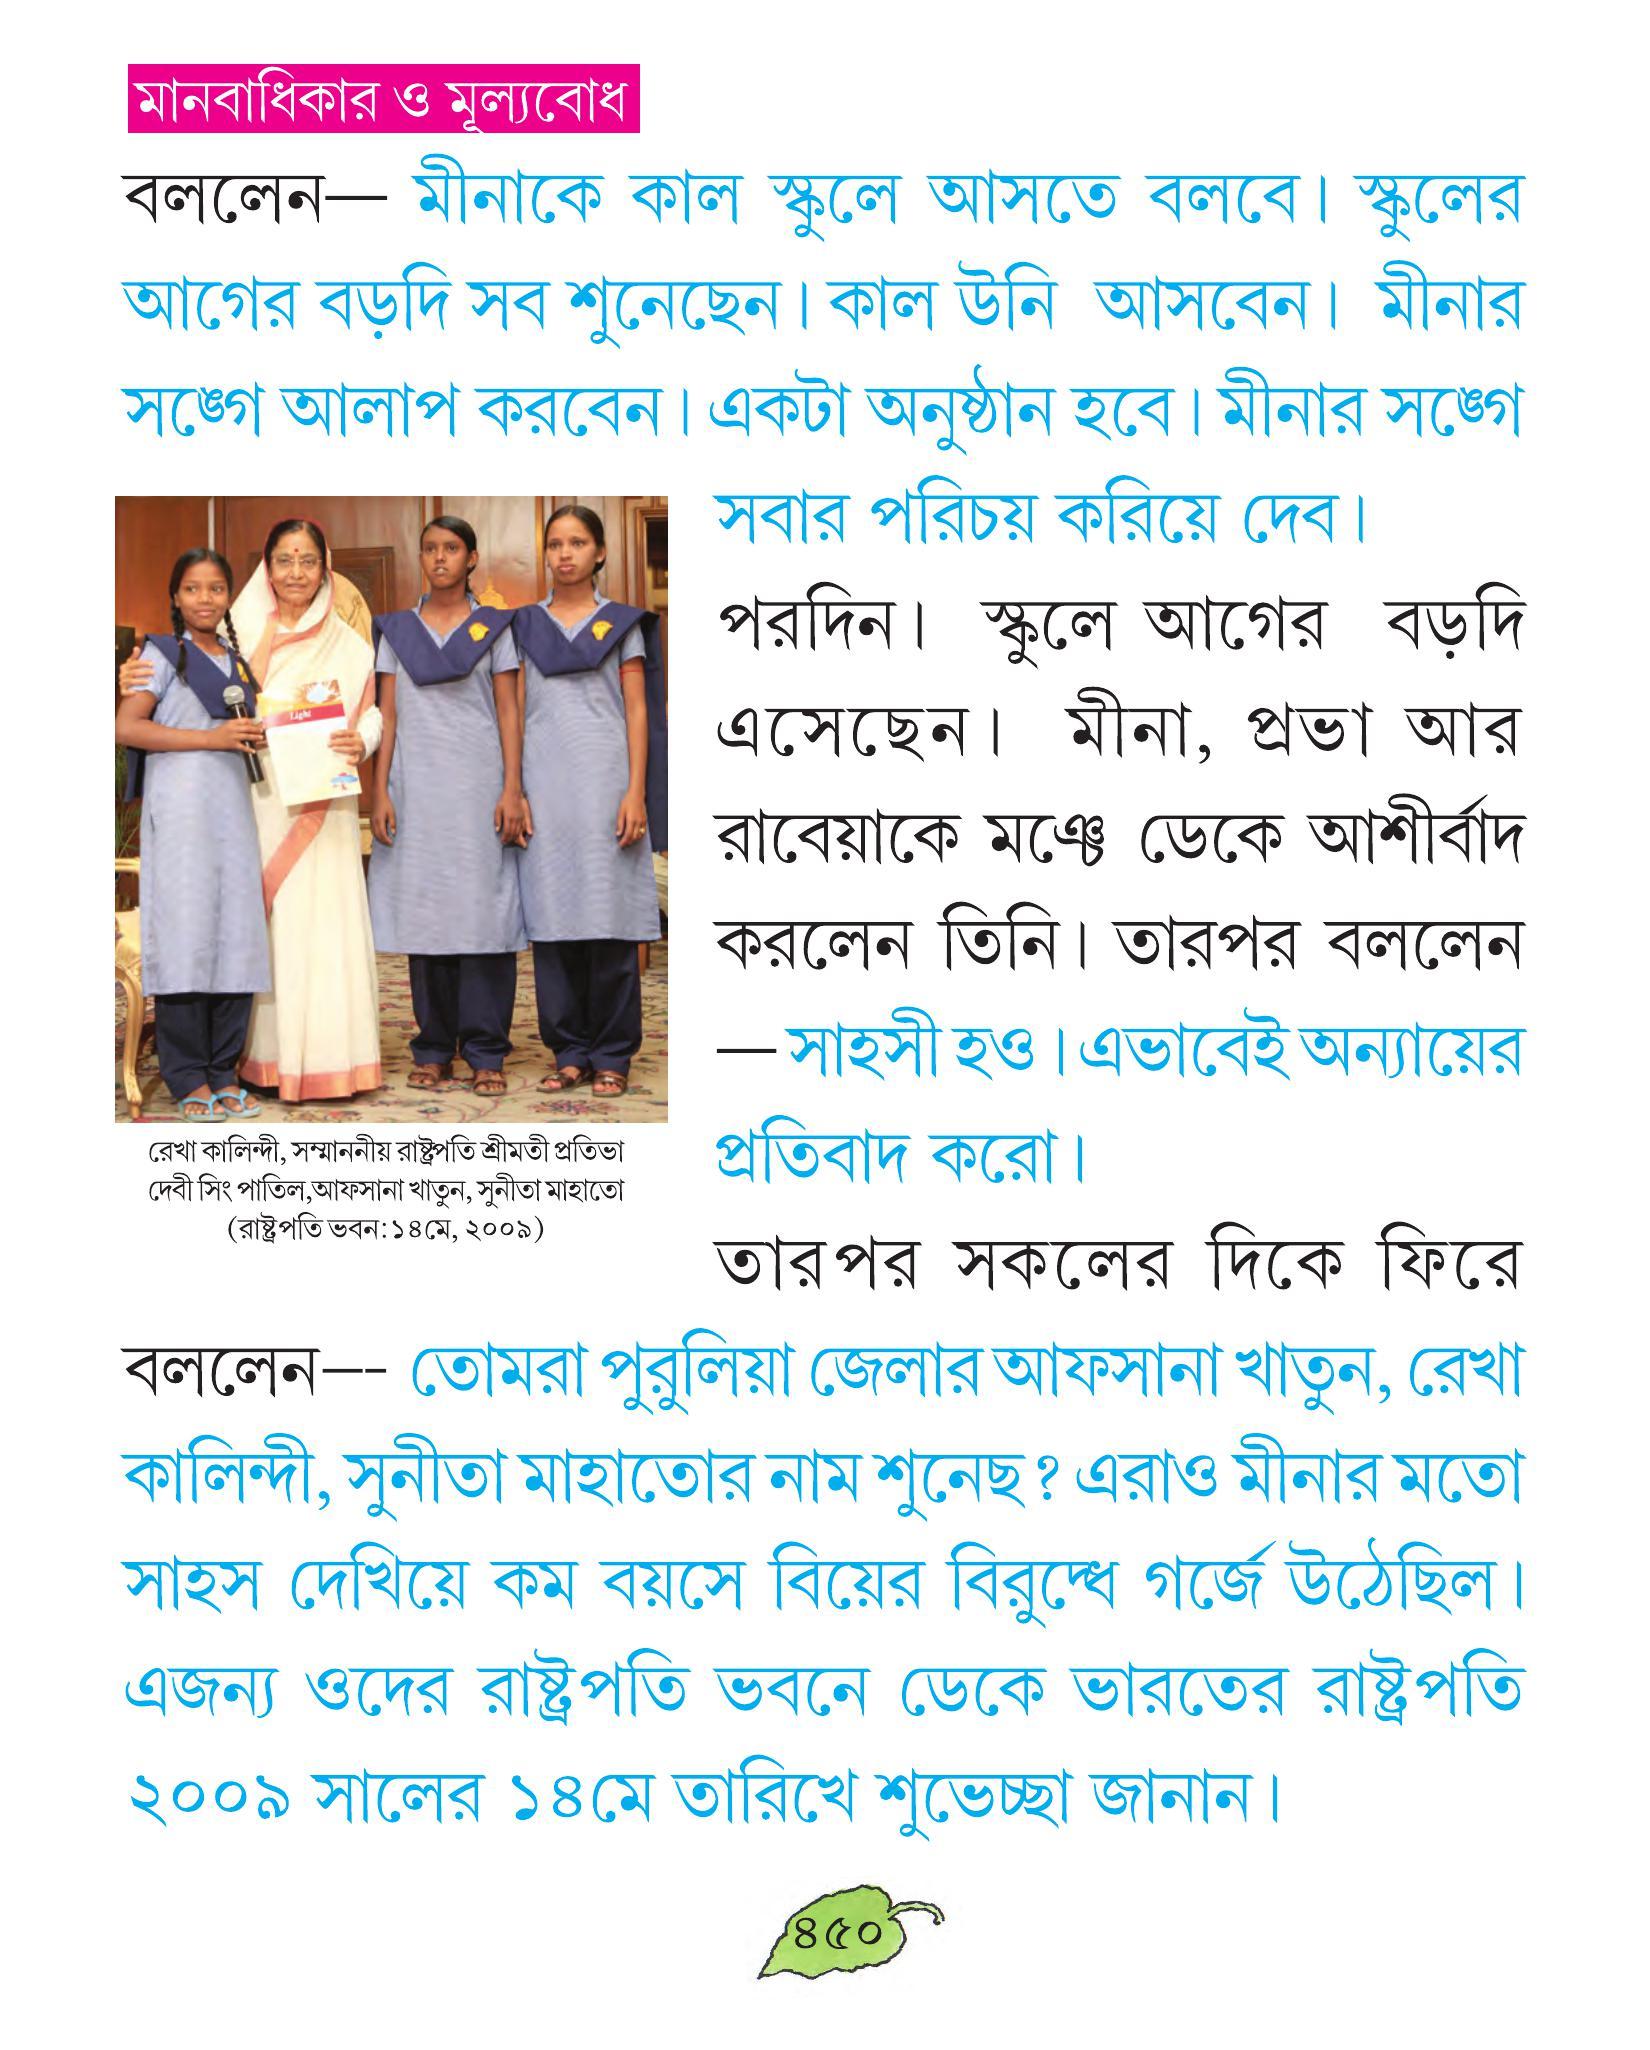 মানবাধিকার ও মূল্যবোধ
বললেন— মীনাকে কাল স্কুলে আসতে বলবে। স্কুলের
আগের বড়দি সব শুনেছেন। কাল উনি আসবেন। মীনার
সঙ্গে আলাপ করবেন। একটা অনুষ্ঠান হবে। মীনার সঙ্গে
সবার পরিচয় করিয়ে দেব।
পরদিন। স্কুলে আগের বড়দি
এসেছেন। মীনা, প্রভা আর
রাবেয়াকে মঞ্চে ডেকে আশীর্বাদ
করলেন তিনি। তারপর বললেন
— সাহসী হও। এভাবেই অন্যায়ের
প্রতিবাদ করো।
Light
রেখা কালিন্দী, সম্মাননীয় রাষ্ট্রপতি শ্রীমতী প্রতিভা
দেবী সিং পাতিল,আফসানা খাতুন, সুনীতা মাহাতো
(রাষ্ট্রপতি ভবন:১৪মে, ২০০৯)
তারপর সকলের দিকে ফিরে
বললেন—- তোমরা পুরুলিয়া জেলার আফসানা খাতুন, রেখা
কালিন্দী, সুনীতা মাহাতোর নাম শুনেছ? এরাও মীনার মতো
সাহস দেখিয়ে কম বয়সে বিয়ের বিরুদ্ধে গর্জে উঠেছিল।
এজন্য ওদের রাষ্ট্রপতি ভবনে ডেকে ভারতের রাষ্ট্রপতি
২০০৯ সালের ১৪মে তারিখে শুভেচ্ছা জানান।
৪৫০